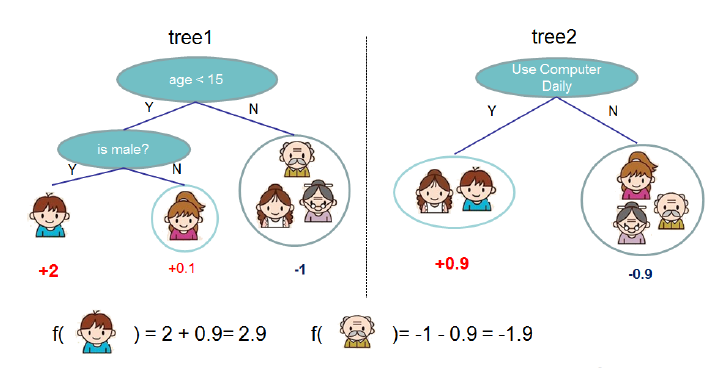 tree1
tree2
age < 15
Use Computer
Daily
Y
N
Y
N
is male?
Y
N
+2
+0.1
-1
+0.9
-0.9
f( ) = 2 + 0.9= 2.9
f( )= -1 - 0.9 = -1.9